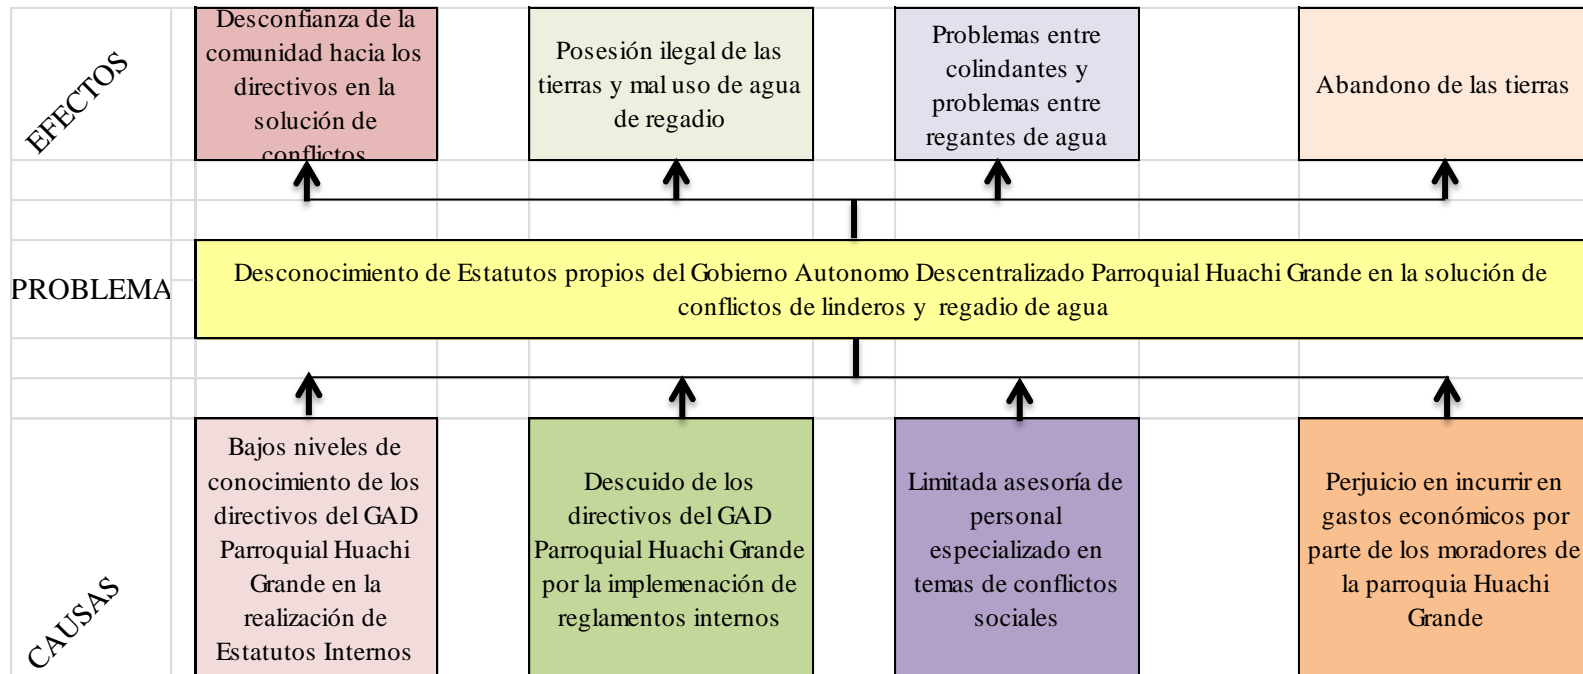 EFECTOS
Desconfianza de la
comunidad hacia los
directivos en la
solución de
conflictos
Posesión ilegal de las
tierras y mal uso de agua
de regadio
Problemas entre
colindantes y
problemas entre
regantes de agua
Abandono de las tierras
PROBLEMA
Desconocimiento de Estatutos propios del Gobierno Autonomo Descentralizado Parroquial Huachi Grande en la solución de
conflictos de linderos y regadio de agua
CAUSAS
Bajos niveles de
conocimiento de los
directivos del GAD
Parroquial Huachi
Grande en la
realización de
Estatutos Internos
Descuido de los
directivos del GAD
Parroquial Huachi Grande
por la implemenación de
reglamentos internos
Limitada asesoría de
personal
especializado en
temas de conflictos
sociales
Perjuicio en incurrir en
gastos económicos por
parte de los moradores de
la parroquia Huachi
Grande